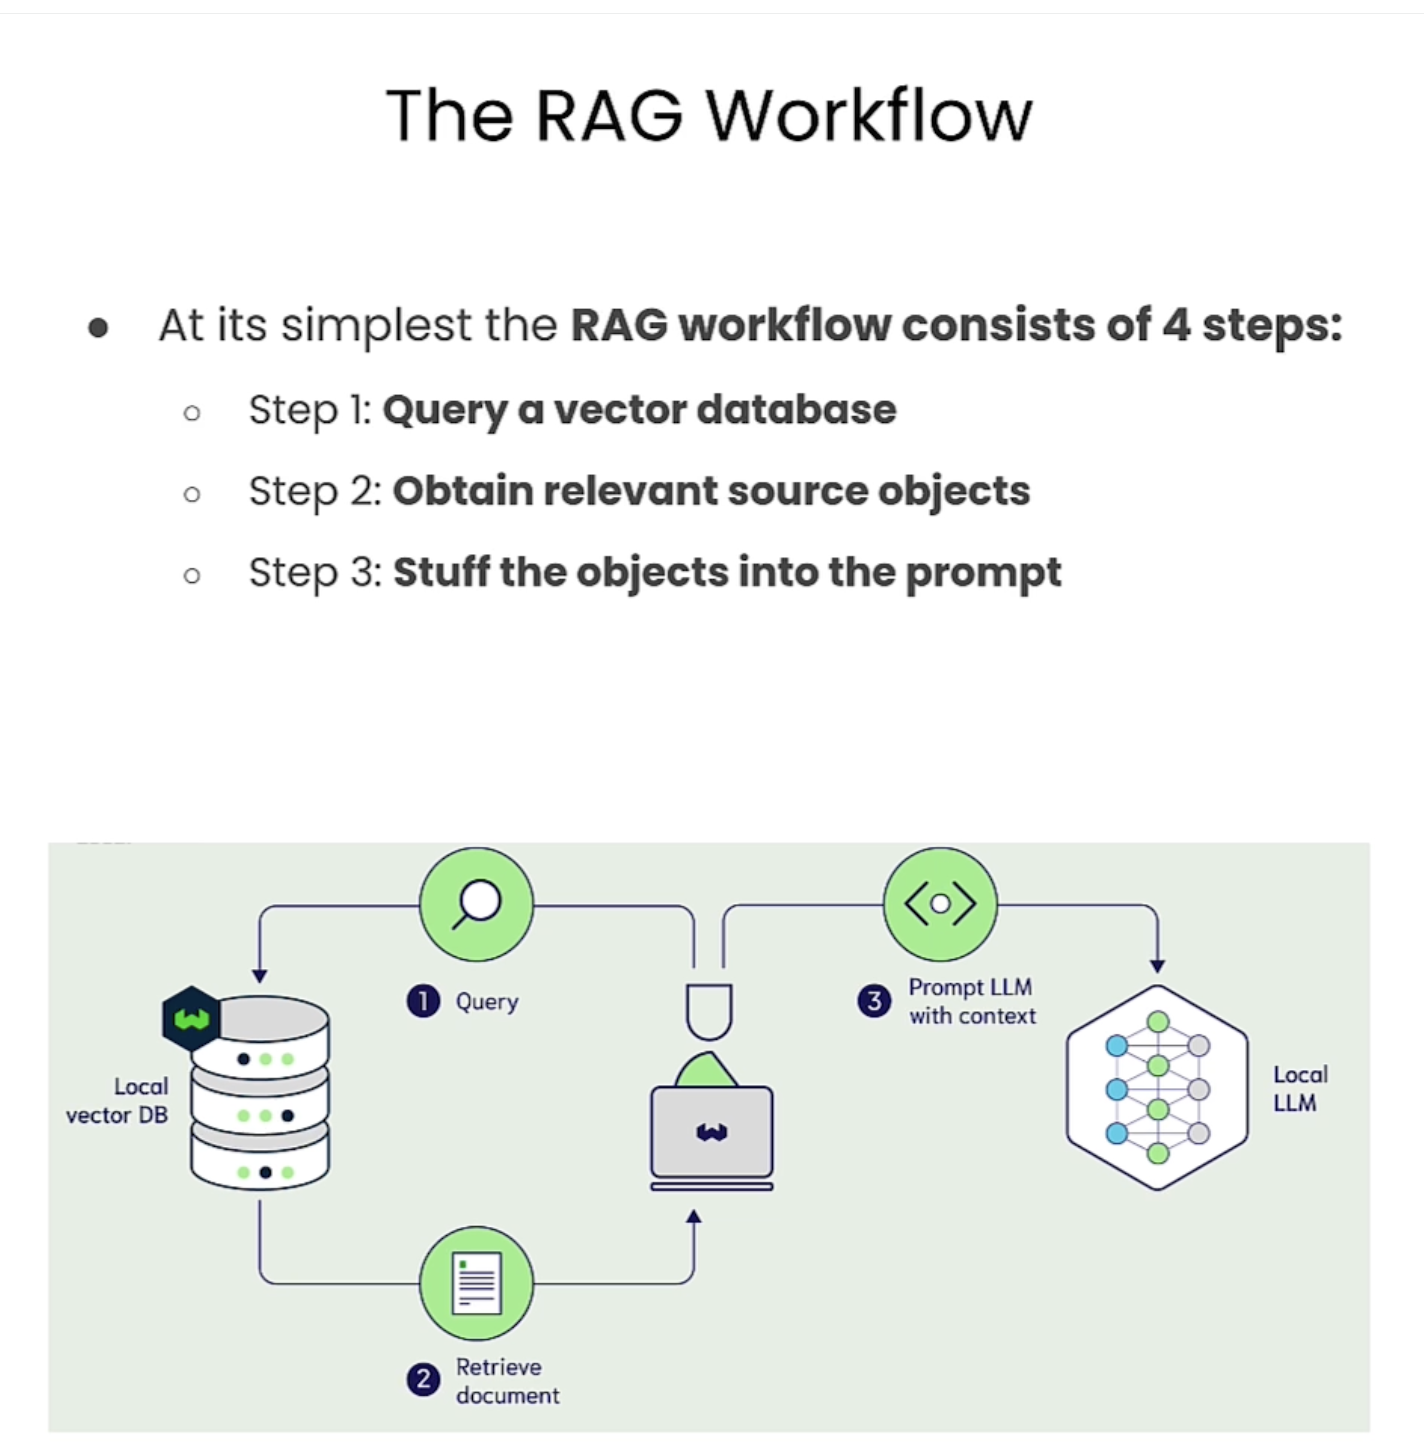 The RAG Workflow
● At its simplest the RAG workflow consists of 4 steps:
○ Step 1: Query a vector database
○ Step 2: Obtain relevant source objects
○ Step 3: Stuff the objects into the prompt
1 Query
3 Prompt LLM
with context
Local
vector DB
Local
LLM
2 Retrieve
document